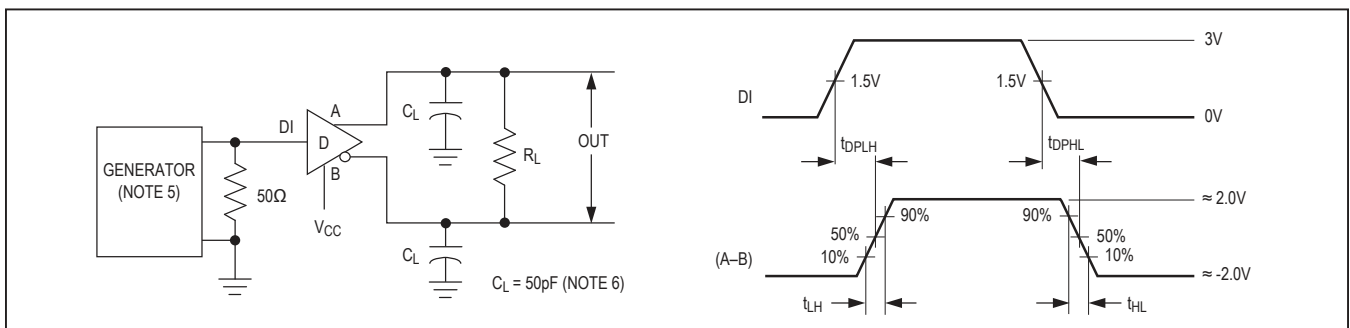 GENERATOR
(NOTE 5)
50Ω
DI
D
A
B
VCC
CL
CL
RL
OUT
CL = 50pF (NOTE 6)
DI
1.5V
1.5V
3V
0V
tDPLH
tDPHL
(A–B)
90%
50%
10%
90%
50%
10%
≈ 2.0V
≈ -2.0V
tLH
tHL